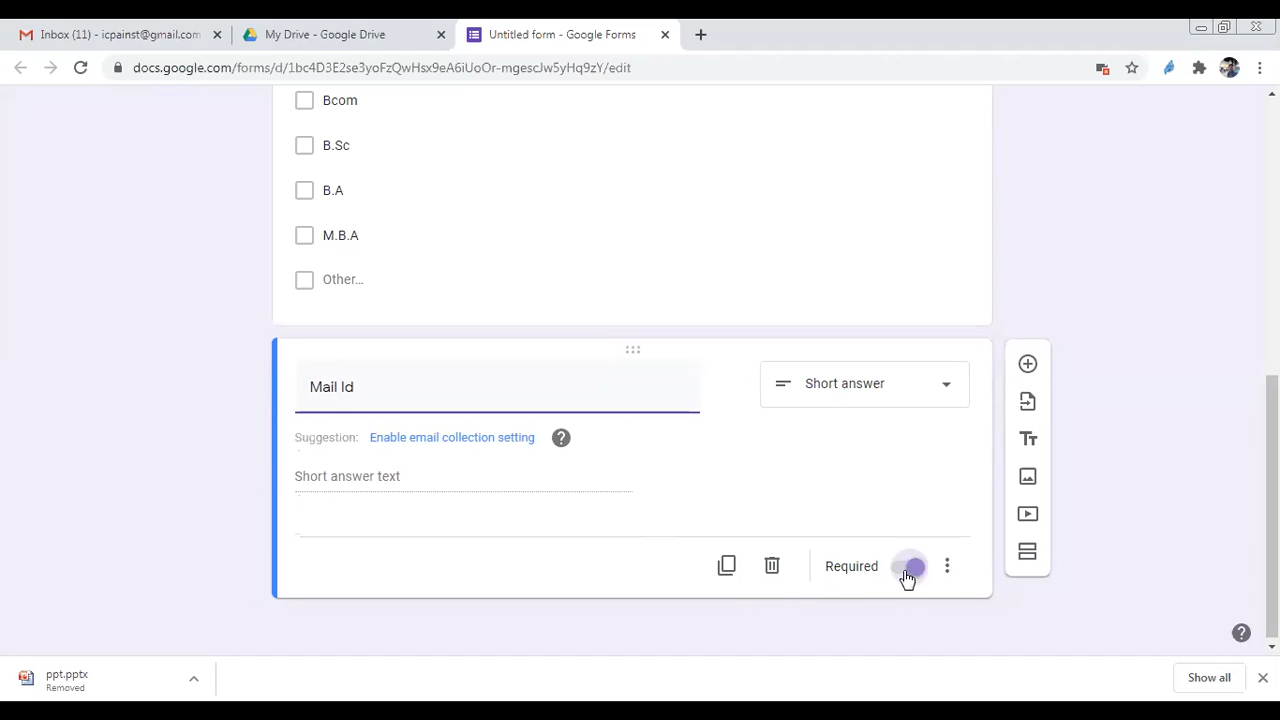 Inbox (11) - icpainst@gmail.com
My Drive - Google Drive
Untitled form - Google Forms
docs.google.com/forms/d/1bc4D3E2se3yoFzQwHsx9eA6iUoOr-mgescJw5yHq9zY/edit
Bcom
B.Sc
B.A
M.B.A
Other...
Mail Id
Short answer
Suggestion: Enable email collection setting
Short answer text
Required
ppt.pptx
Removed
Show all